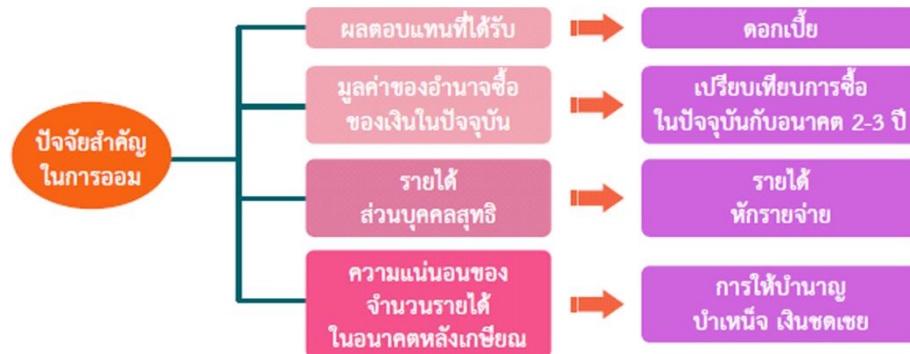 ปัจจัยสำคัญ
ในการออม
ผลตอบแทนที่ได้รับ
ดอกเบี้ย
มูลค่าของอำนาจซื้อ
ของเงินในปัจจุบัน
เปรียบเทียบการซื้อ
ในปัจจุบันกับอนาคต 2-3 ปี
รายได้
ส่วนบุคคลสุทธิ
รายได้
หักรายจ่าย
ความแน่นอนของ
จำนวนรายได้
ในอนาคตหลังเกษียณ
การให้บำนาญ
บำเหน็จ เงินชดเชย